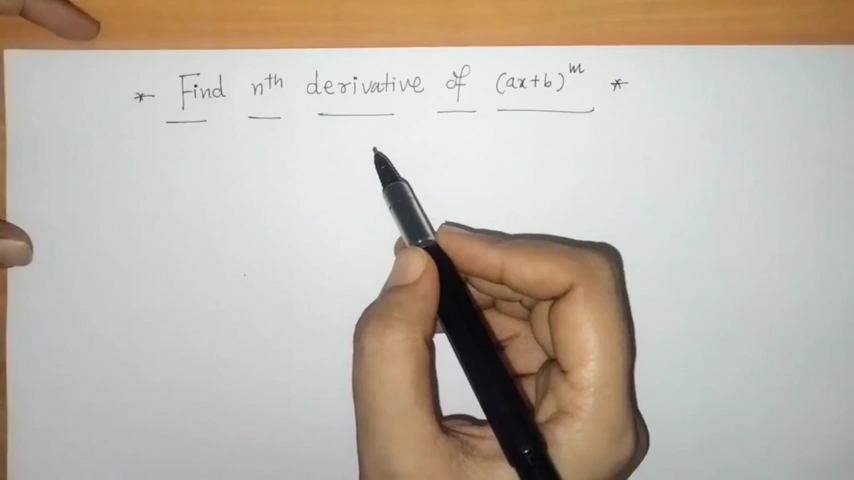 * Find nth derivative of (ax+b)^m *